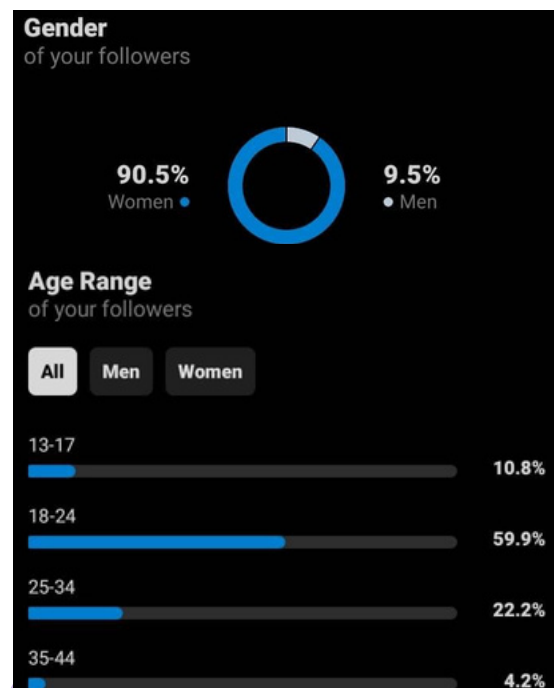 Gender
of your followers
90.5%
Women
9.5%
Men
Age Range
of your followers
All Men Women
13-17
10.8%
18-24
59.9%
25-34
22.2%
35-44
4.2%